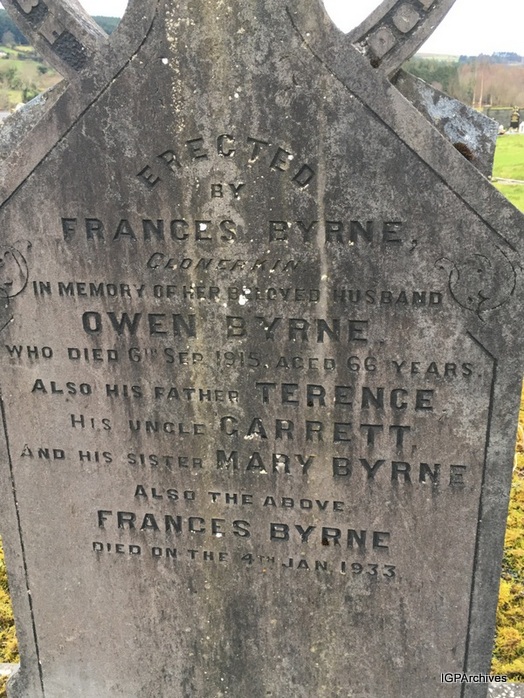 ERECTED
BY
FRANCES BYRNE,
CLONERKIN
IN MEMORY OF HER BELOVED HUSBAND
OWEN BYRNE.
WHO DIED 6TH SEP. 1915, AGED 66 YEARS.
ALSO HIS FATHER TERENCE
HIS UNCLE GARRETT,
AND HIS SISTER MARY BYRNE
ALSO THE ABOVE
FRANCES BYRNE
DIED ON THE 4TH JAN. 1933
IGPArchives